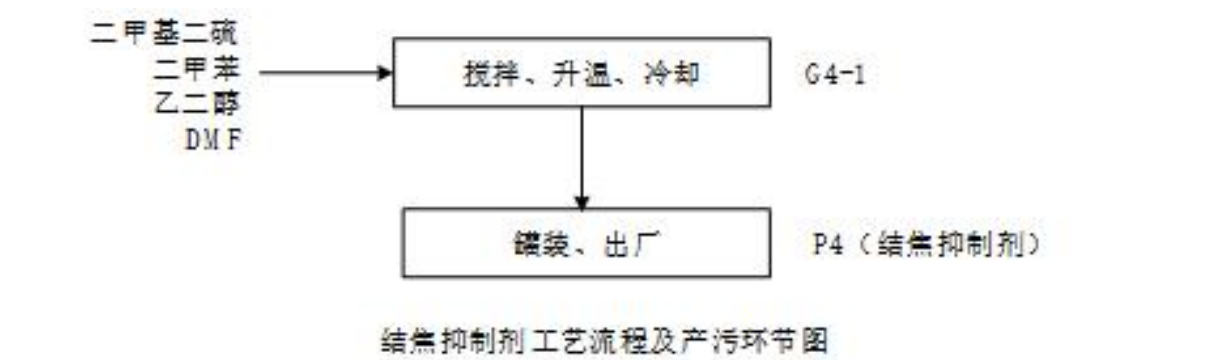 二甲基二硫
二甲苯
乙二醇
DMF
搅拌、升温、冷却
G4-1
罐装、出厂
P4（结焦抑制剂）
结焦抑制剂工艺流程及产污环节图